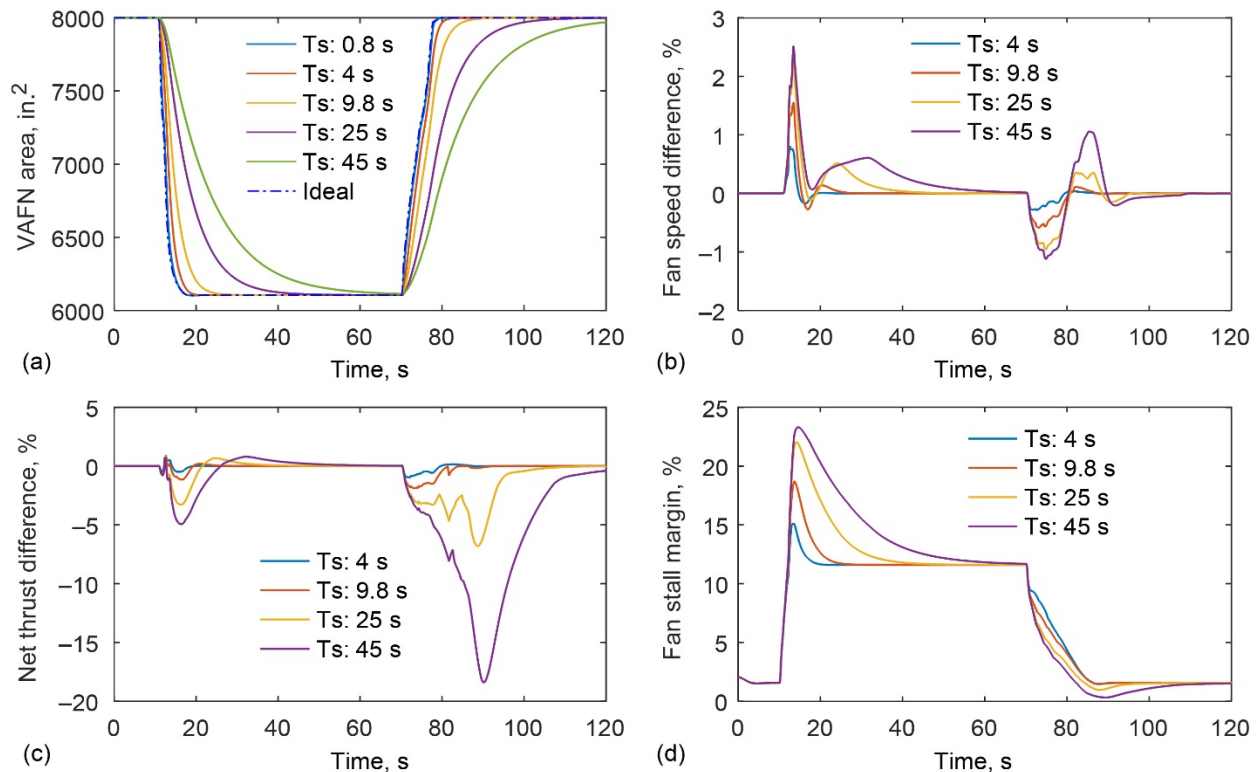 8000
7500
7000
6500
6000
VAFN area, in.²
Ts: 0.8 s
Ts: 4 s
Ts: 9.8 s
Ts: 25 s
Ts: 45 s
Ideal
0 20 40 60 80 100 120
(a)
Time, s
3
2
1
0
–1
–2
Fan speed difference, %
Ts: 4 s
Ts: 9.8 s
Ts: 25 s
Ts: 45 s
0 20 40 60 80 100 120
(b)
Time, s
5
0
–5
–10
–15
–20
Net thrust difference, %
Ts: 4 s
Ts: 9.8 s
Ts: 25 s
Ts: 45 s
0 20 40 60 80 100 120
(c)
Time, s
25
20
15
10
5
0
Fan stall margin, %
Ts: 4 s
Ts: 9.8 s
Ts: 25 s
Ts: 45 s
0 20 40 60 80 100 120
(d)
Time, s